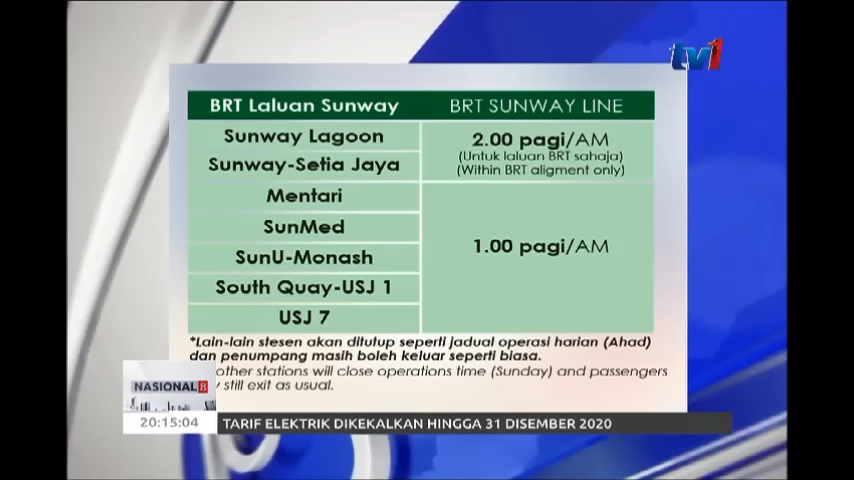 tv1
BRT Laluan Sunway
BRT SUNWAY LINE
Sunway Lagoon
2.00 pagi/AM
(Untuk laluan BRT sahaja)
(Within BRT aligment only)
Sunway-Setia Jaya
Mentari
SunMed
SunU-Monash
1.00 pagi/AM
South Quay-USJ 1
USJ 7
*Lain-lain stesen akan ditutup seperti jadual operasi harian (Ahad)
dan penumpang masih boleh keluar seperti biasa.
other stations will close operations time (Sunday) and passengers
still exit as usual.
NASIONAL 8
20:15:04
TARIF ELEKTRIK DIKEKALKAN HINGGA 31 DISEMBER 2020